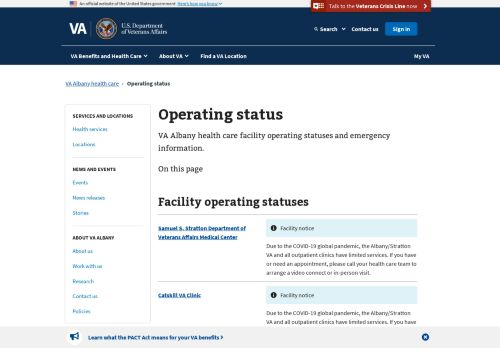 An official website of the United States government Here's how you know
Talk to the Veterans Crisis Line now
VA
U.S. Department
of Veterans Affairs
Search
Contact us
Sign in
VA Benefits and Health Care
About VA
Find a VA Location
My VA
VA Albany health care › Operating status
SERVICES AND LOCATIONS
Health services
Locations
NEWS AND EVENTS
Events
News releases
Stories
ABOUT VA ALBANY
About us
Work with us
Research
Contact us
Policies
Operating status
VA Albany health care facility operating statuses and emergency
information.
On this page
Facility operating statuses
Samuel S. Stratton Department of
Veterans Affairs Medical Center
Facility notice
Due to the COVID-19 global pandemic, the Albany/Stratton
VA and all outpatient clinics have limited services. If you have
or need an appointment, please call your health care team to
arrange a video connect or in-person visit.
Catskill VA Clinic
Facility notice
Due to the COVID-19 global pandemic, the Albany/Stratton
VA and all outpatient clinics have limited services. If you have
Learn what the PACT Act means for your VA benefits